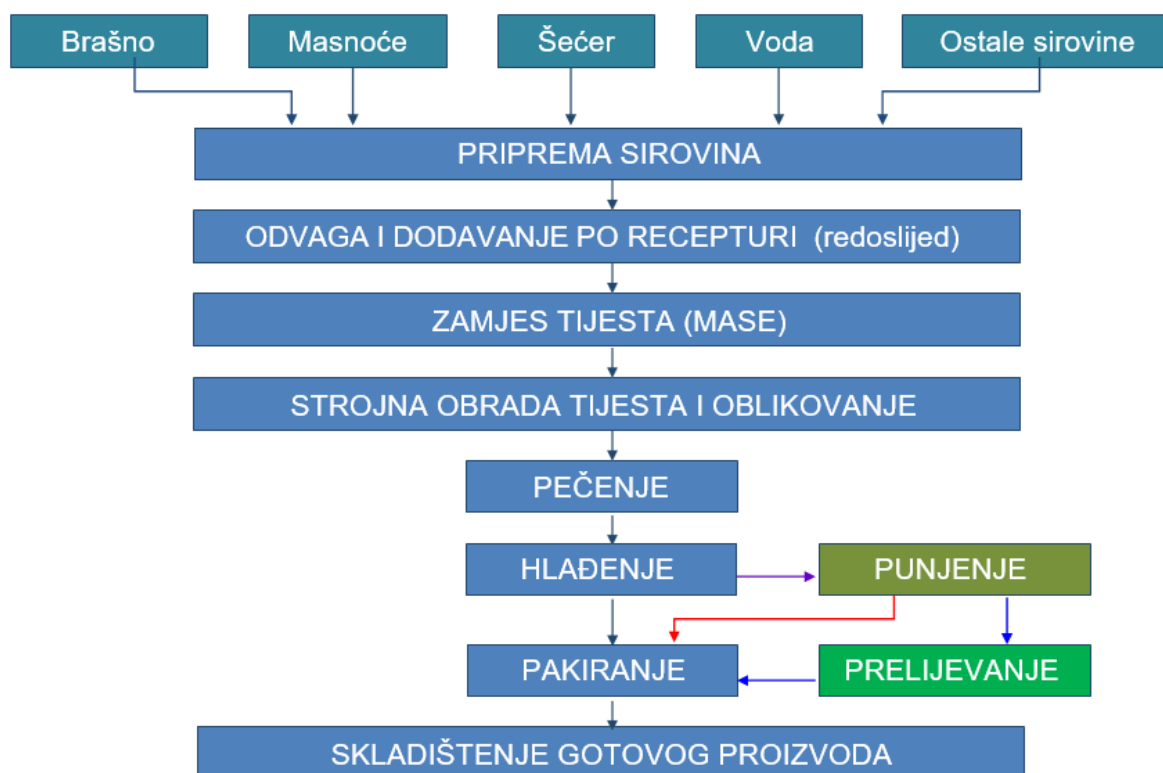 Brašno
Masnoće
Šećer
Voda
Ostale sirovine
PRIPREMA SIROVINA
ODVAGA I DODAVANJE PO RECEPTURI (redoslijed)
ZAMJES TIJESTA (MASE)
STROJNA OBRADA TIJESTA I OBLIKOVANJE
PEČENJE
HLAĐENJE
PUNJENJE
PAKIRANJE
PRELIJEVANJE
SKLADIŠTENJE GOTOVOG PROIZVODA